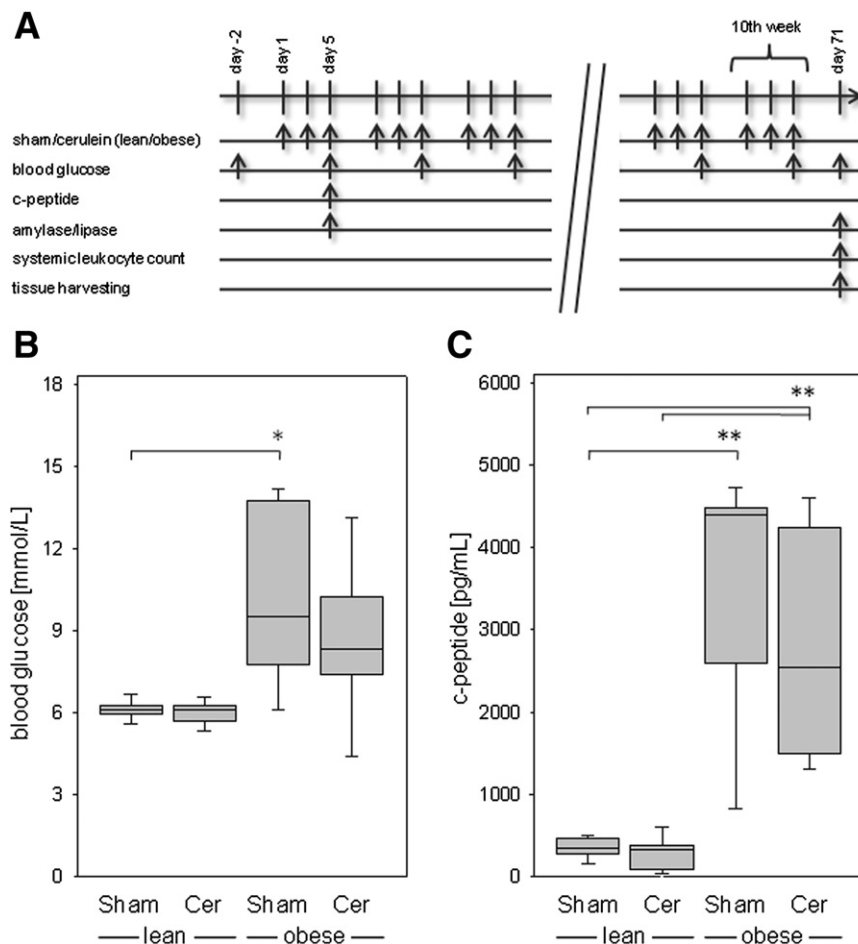 A
day -2
day 1
day 5
10th week
day 71
sham/cerulein (lean/obese)
blood glucose
c-peptide
amylase/lipase
systemic leukocyte count
tissue harvesting
B
blood glucose [mmol/L]
18
15
12
9
6
3
0
*
Sham Cer Sham Cer
lean obese
C
c-peptide [pg/mL]
6000
5000
4000
3000
2000
1000
0
**
**
Sham Cer Sham Cer
lean obese